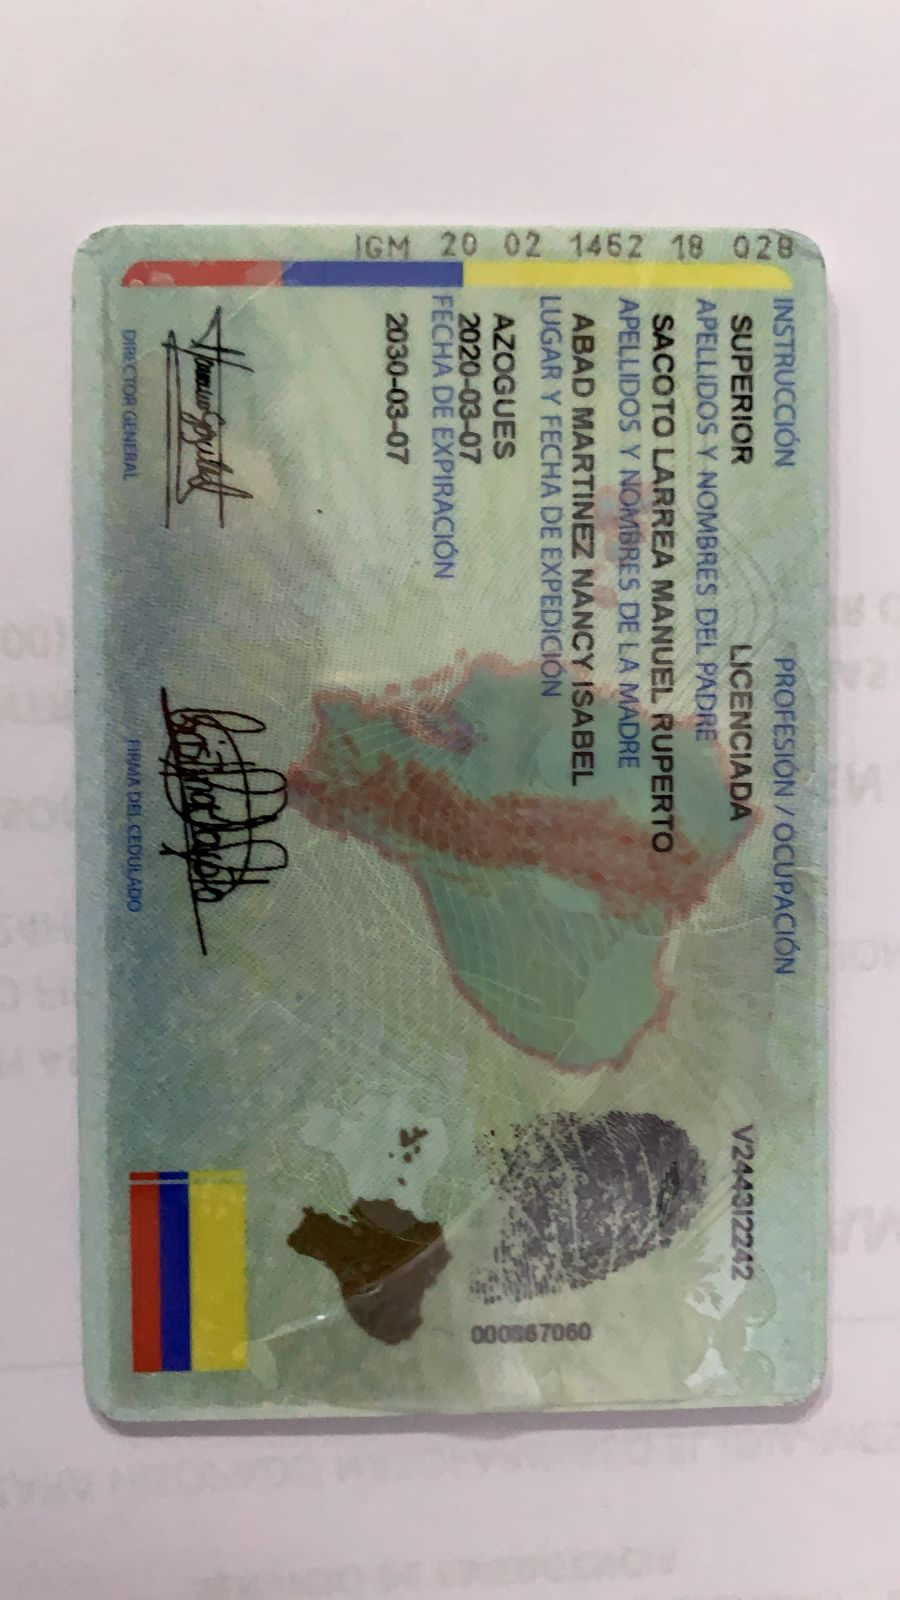 INSTRUCCIÓN PROFESIÓN / OCUPACIÓN
SUPERIOR LICENCIADA V2443I2242
APELLIDOS Y NOMBRES DEL PADRE
SACOTO LARREA MANUEL RUPERTO
APELLIDOS Y NOMBRES DE LA MADRE
ABAD MARTINEZ NANCY ISABEL
LUGAR Y FECHA DE EXPEDICIÓN
AZOGUES
2020-03-07
FECHA DE EXPIRACIÓN
2030-03-07
DIRECTOR GENERAL FIRMA DEL CEDULADO
IGM 20 02 1462 18 028